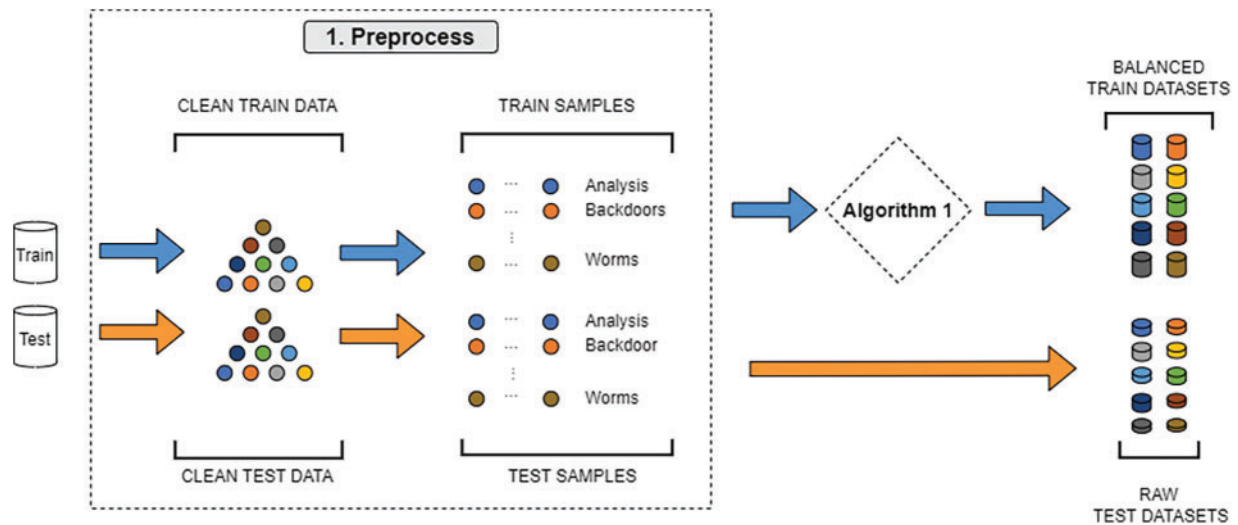 1. Preprocess
CLEAN TRAIN DATA
TRAIN SAMPLES
BALANCED
TRAIN DATASETS
Train
Test
...
...
Analysis
Backdoors
...
...
Worms
...
...
Analysis
Backdoor
...
...
Worms
Algorithm 1
CLEAN TEST DATA
TEST SAMPLES
RAW
TEST DATASETS